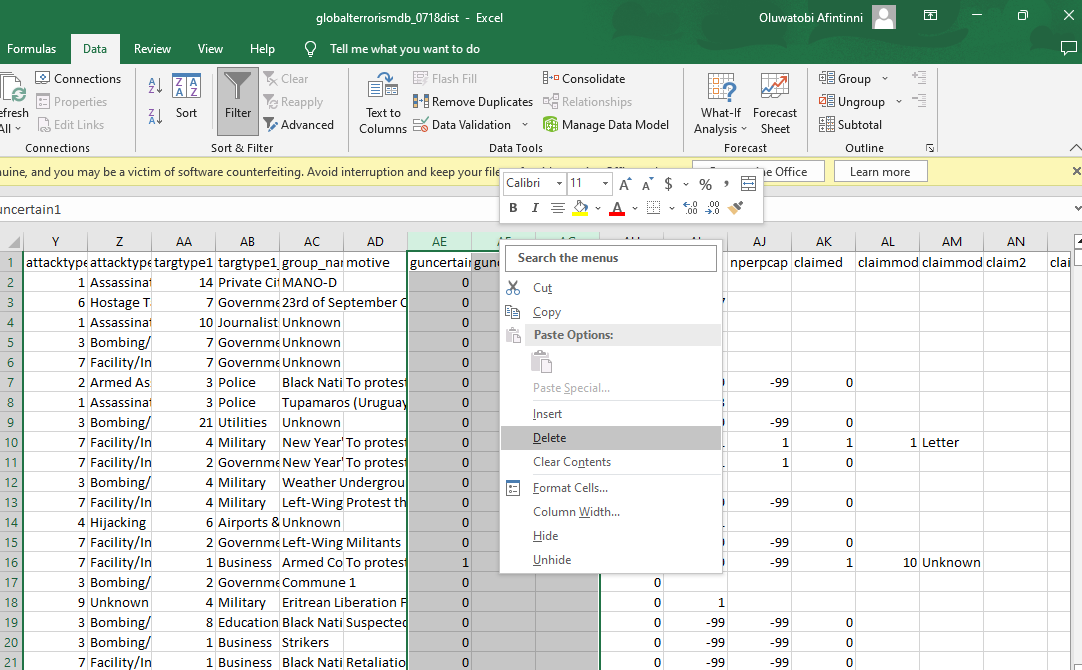 globalterrorismdb_0718dist - Excel
Oluwatobi Afintinni
Formulas Data Review View Help Tell me what you want to do
Connections
Properties
Edit Links
efresh
All
Connections
Sort
Filter
Clear
Reapply
Advanced
Sort & Filter
Text to
Columns
Flash Fill
Remove Duplicates
Data Validation
Consolidate
Relationships
Manage Data Model
Data Tools
What-If
Analysis
Forecast
Sheet
Forecast
Group
Ungroup
Subtotal
Outline
nuine, and you may be a victim of software counterfeiting. Avoid interruption and keep your file
e Office
Learn more
Calibri 11 A A $ % ,
B I A
uncertain1
Y Z AA AB AC AD AE AJ AK AL AM AN
1 attacktype attacktype targtype1 targtype1_ group_nar motive guncertain gunc nperpcap claimed claimmod claimmod claim2 clai
2 1 Assassinat 14 Private Cit MANO-D 0
3 6 Hostage Ta 7 Governme 23rd of September C 0
4 1 Assassinat 10 Journalist Unknown 0
5 3 Bombing/ 7 Governme Unknown 0
6 7 Facility/In 7 Governme Unknown 0
7 2 Armed As 3 Police Black Nati To protest 0 -99 0
8 1 Assassinat 3 Police Tupamaros (Uruguay 0
9 3 Bombing/ 21 Utilities Unknown 0 -99 0
10 7 Facility/In 4 Military New Year' To protest 0 1 1 1 Letter
11 7 Facility/In 2 Governme New Year' To protest 0 1 0
12 3 Bombing/ 4 Military Weather Undergrou 0
13 7 Facility/In 4 Military Left-Wing Protest th 0 -99 0
14 4 Hijacking 6 Airports & Unknown 0
15 7 Facility/In 2 Governme Left-Wing Militants 0 -99 0
16 7 Facility/In 1 Business Armed Co To protest 1 -99 1 10 Unknown
17 3 Bombing/ 2 Governme Commune 1 0 0
18 9 Unknown 4 Military Eritrean Liberation F 0 0 1
19 3 Bombing/ 8 Education Black Nati Suspected 0 0 -99 -99 0
20 3 Bombing/ 1 Business Strikers 0 0 -99 -99 0
21 7 Facility/In 1 Business Black Nati Retaliatio 0 0 -99 -99 0
Search the menus
Cut
Copy
Paste Options:
Paste Special...
Insert
Delete
Clear Contents
Format Cells...
Column Width...
Hide
Unhide